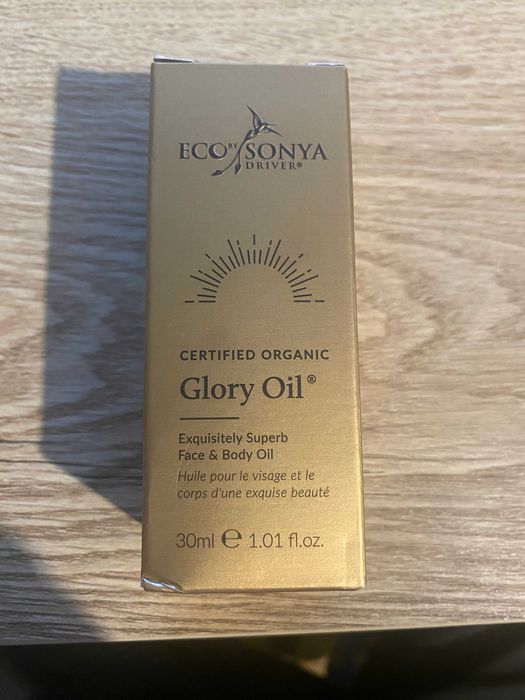 ECO BY SONYA
DRIVER®
CERTIFIED ORGANIC
Glory Oil®
Exquisitely Superb
Face & Body Oil
Huile pour le visage et le
corps d'une exquise beauté
30ml ℮ 1.01 fl.oz.